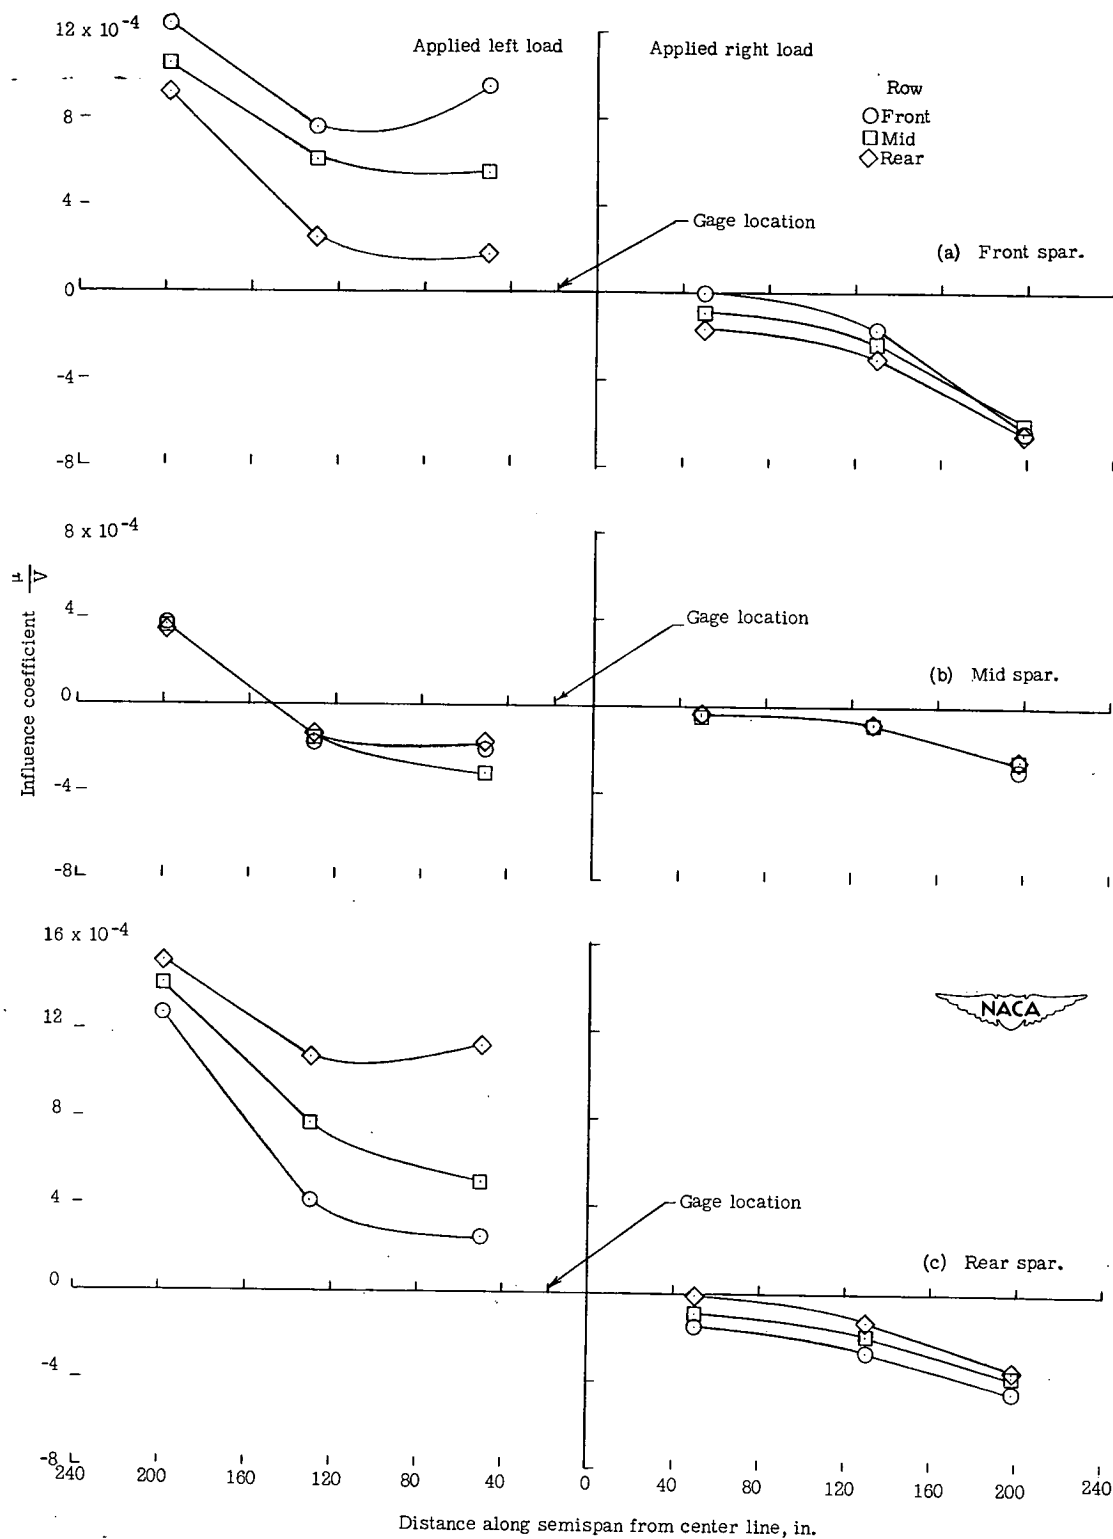 12 x 10-4
Applied left load
Applied right load
Row
Front
Mid
Rear
8
4
Gage location
(a) Front spar.
0
-4
-8
8 x 10-4
Influence coefficient μ/V
4
Gage location
0
(b) Mid spar.
-4
-8
16 x 10-4
NACA
12
8
4
Gage location
0
(c) Rear spar.
-4
-8
240 200 160 120 80 40 0 40 80 120 160 200 240
Distance along semispan from center line, in.